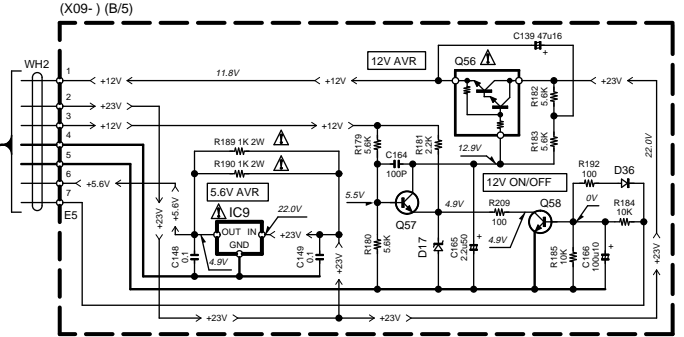 (X09- ) (B/5)
C139 47u16
+
WH2
12V AVR
Q56
1
+12V
11.8V
+12V
+23V
2
+23V
R182
5.6K
3
+12V
+12V
R189 1K 2W
R179
5.6K
R181
2.2K
R183
5.6K
22.0V
4
C164
100P
12.9V
R192
100
D36
5
R190 1K 2W
6
+5.6V
5.6V AVR
12V ON/OFF
7
E5
+5.6V
IC9
22.0V
5.5V
Q57
4.9V
R209
100
Q58
0V
R184
10K
OUT IN
GND
+23V
+23V
C148
0.1
4.9V
C149
0.1
+23V
R180
5.6K
D17
C165
2.2u50
+
4.9V
R185
10K
C166
100u10
+
+23V
+23V
+23V